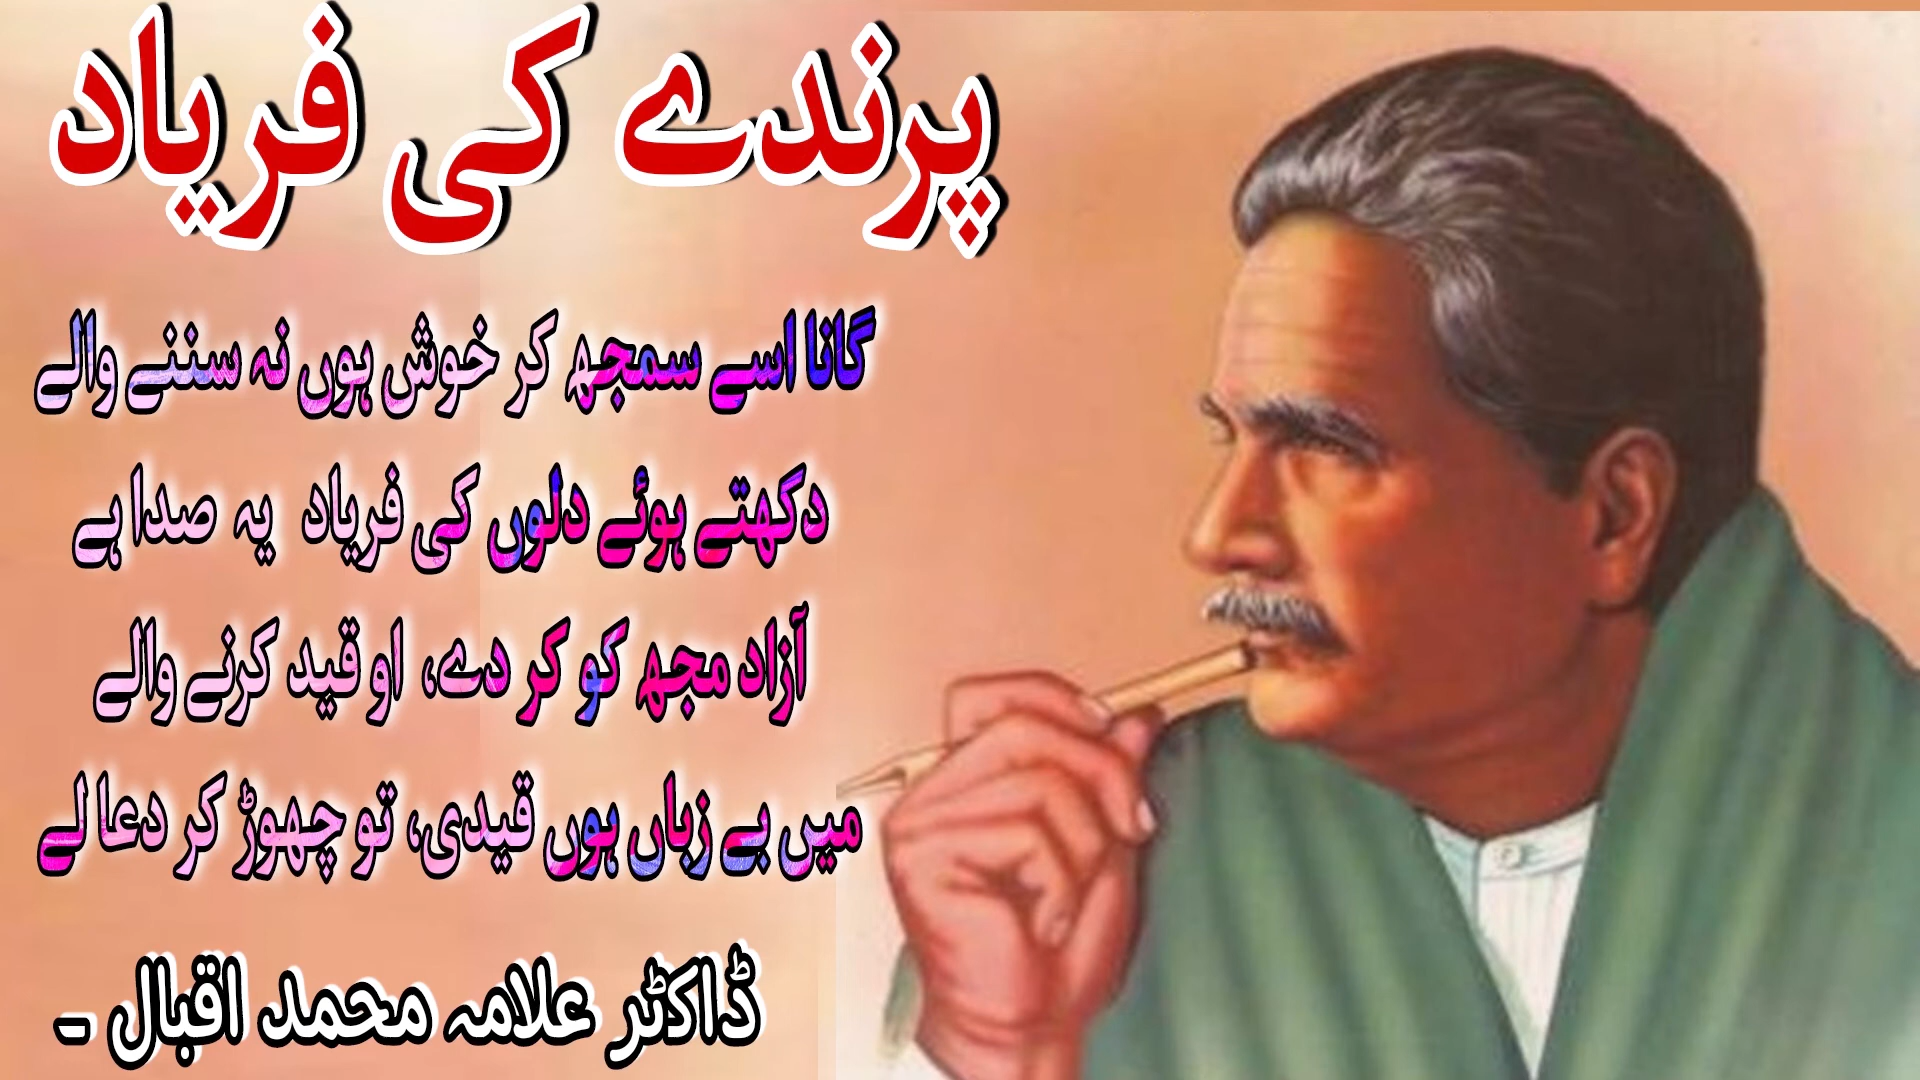 پرندے کی فریاد
گانا اسے سمجھ کر خوش ہوں نہ سننے والے
دکھتے ہوئے دلوں کی فریاد یہ صدا ہے
آزاد مجھ کو کر دے، او قید کرنے والے
میں بے زباں ہوں قیدی، تو چھوڑ کر دعا لے
ڈاکٹر علامہ محمد اقبال ۔